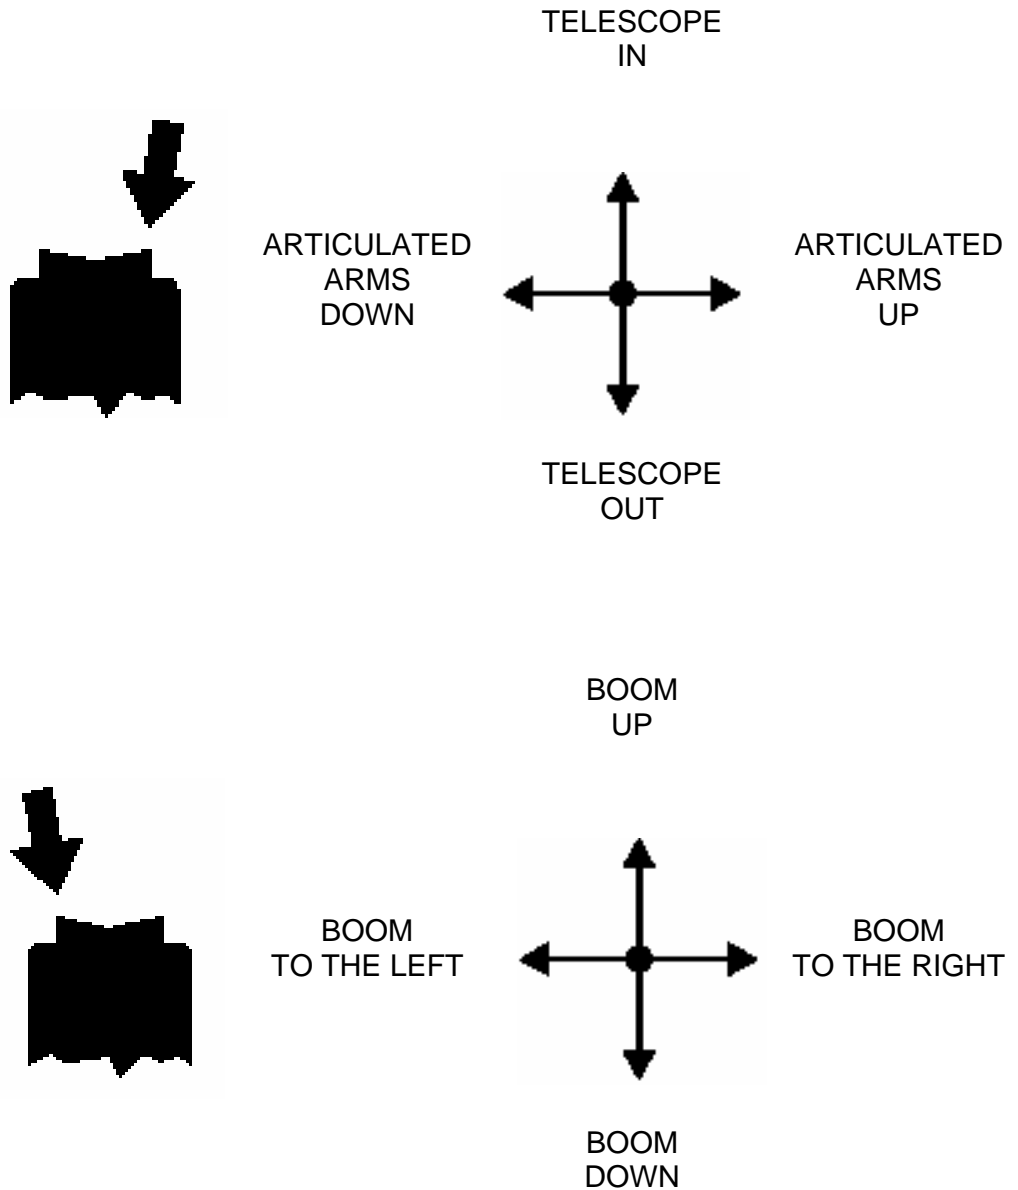 TELESCOPE
IN
ARTICULATED
ARMS
DOWN
ARTICULATED
ARMS
UP
TELESCOPE
OUT
BOOM
UP
BOOM
TO THE LEFT
BOOM
TO THE RIGHT
BOOM
DOWN